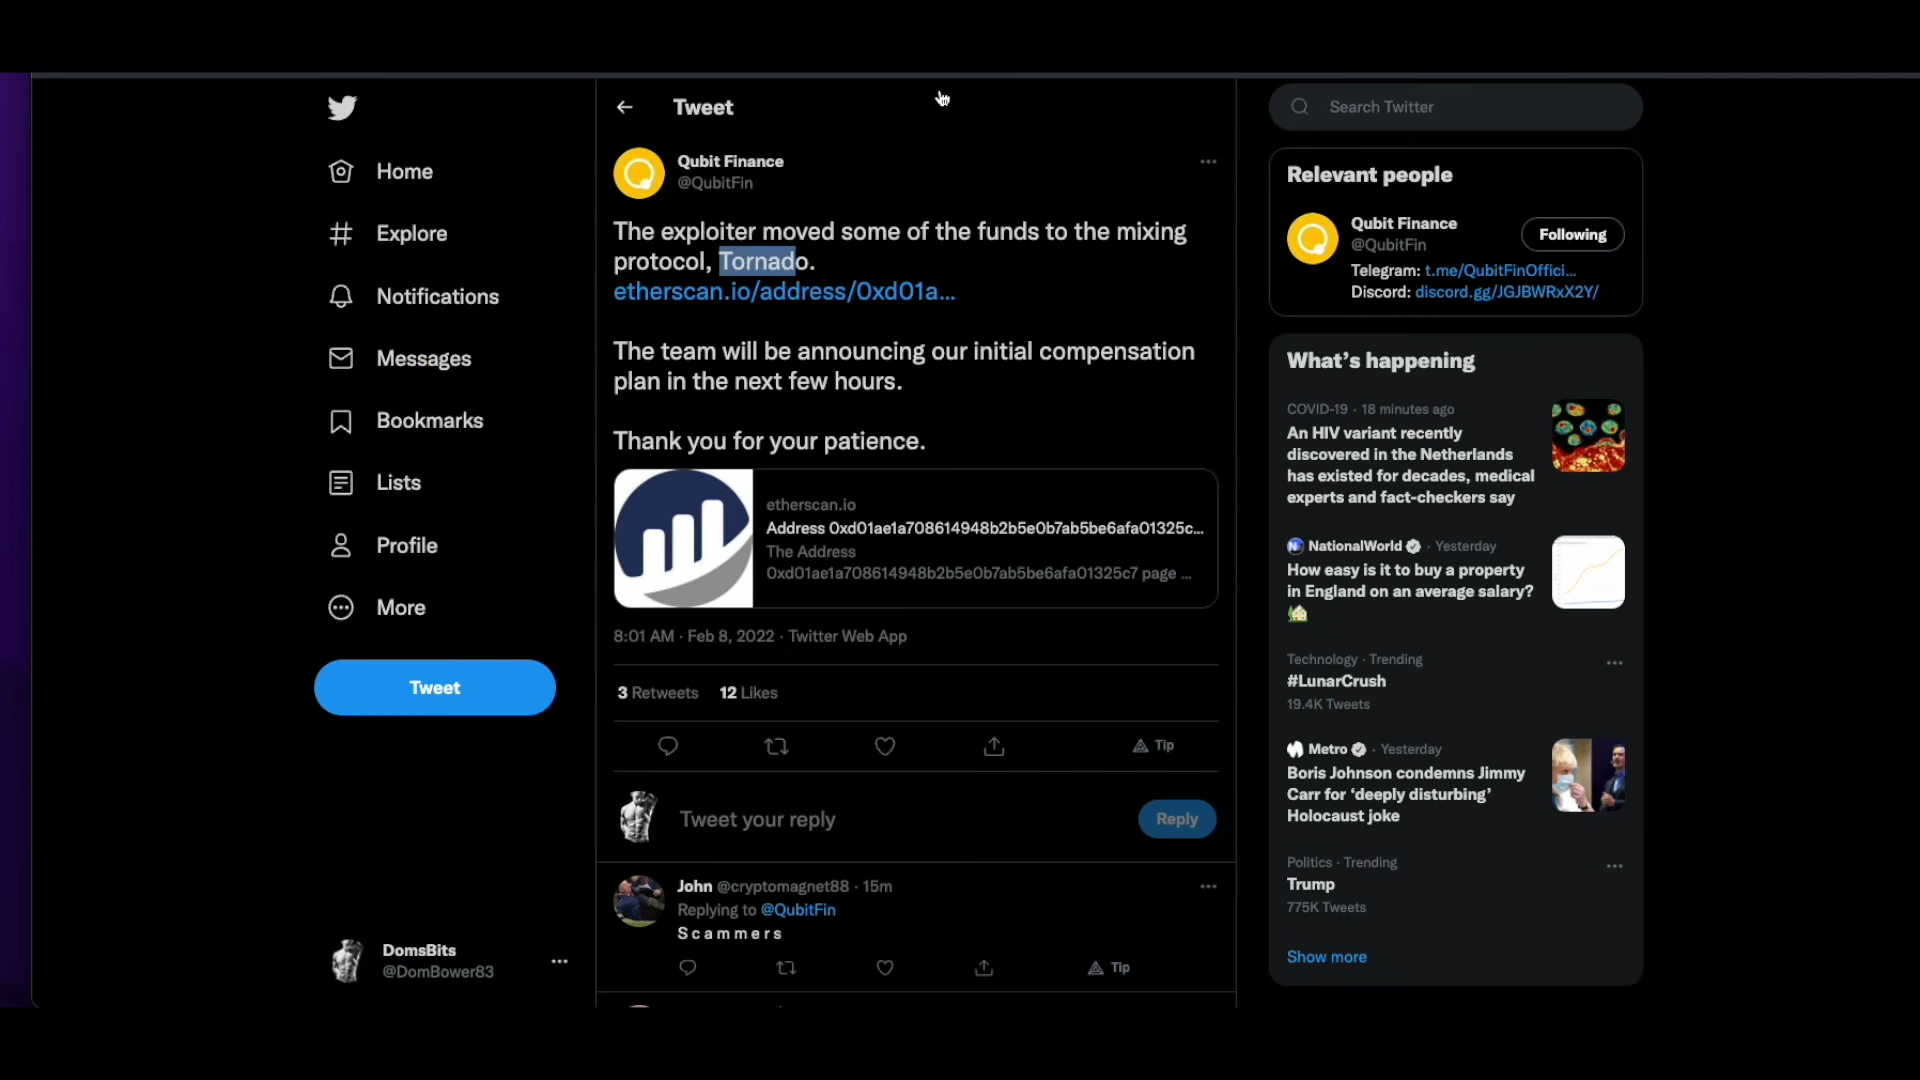 Home
Explore
Notifications
Messages
Bookmarks
Lists
Profile
More
Tweet
DomsBits
@DomBower83
Tweet
Qubit Finance
@QubitFin
The exploiter moved some of the funds to the mixing
protocol, Tornado.
etherscan.io/address/0xd01a...
The team will be announcing our initial compensation
plan in the next few hours.
Thank you for your patience.
etherscan.io
Address 0xd01ae1a708614948b2b5e0b7ab5be6afa01325c...
The Address
0xd01ae1a708614948b2b5e0b7ab5be6afa01325c7 page ...
8:01 AM · Feb 8, 2022 · Twitter Web App
3 Retweets 12 Likes
Tip
Tweet your reply
Reply
John @cryptomagnet88 · 15m
Replying to @QubitFin
S c a m m e r s
Tip
Search Twitter
Relevant people
Qubit Finance
@QubitFin
Following
Telegram: t.me/QubitFinOffici...
Discord: discord.gg/JGJBWRxX2Y/
What's happening
COVID-19 · 18 minutes ago
An HIV variant recently
discovered in the Netherlands
has existed for decades, medical
experts and fact-checkers say
NationalWorld · Yesterday
How easy is it to buy a property
in England on an average salary?
Technology · Trending
#LunarCrush
19.4K Tweets
Metro · Yesterday
Boris Johnson condemns Jimmy
Carr for ‘deeply disturbing’
Holocaust joke
Politics · Trending
Trump
775K Tweets
Show more